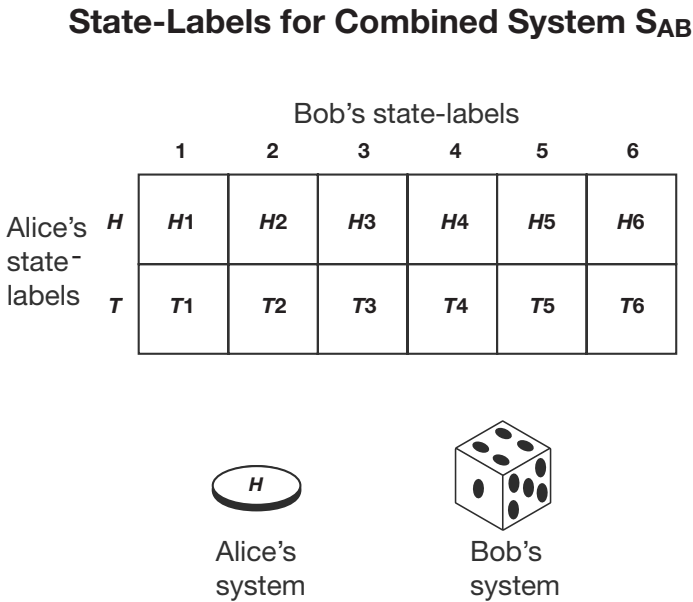 State-Labels for Combined System SAB
Bob's state-labels
1 2 3 4 5 6
Alice's
state-
labels
H H1 H2 H3 H4 H5 H6
T T1 T2 T3 T4 T5 T6
H
Alice's
system
Bob's
system